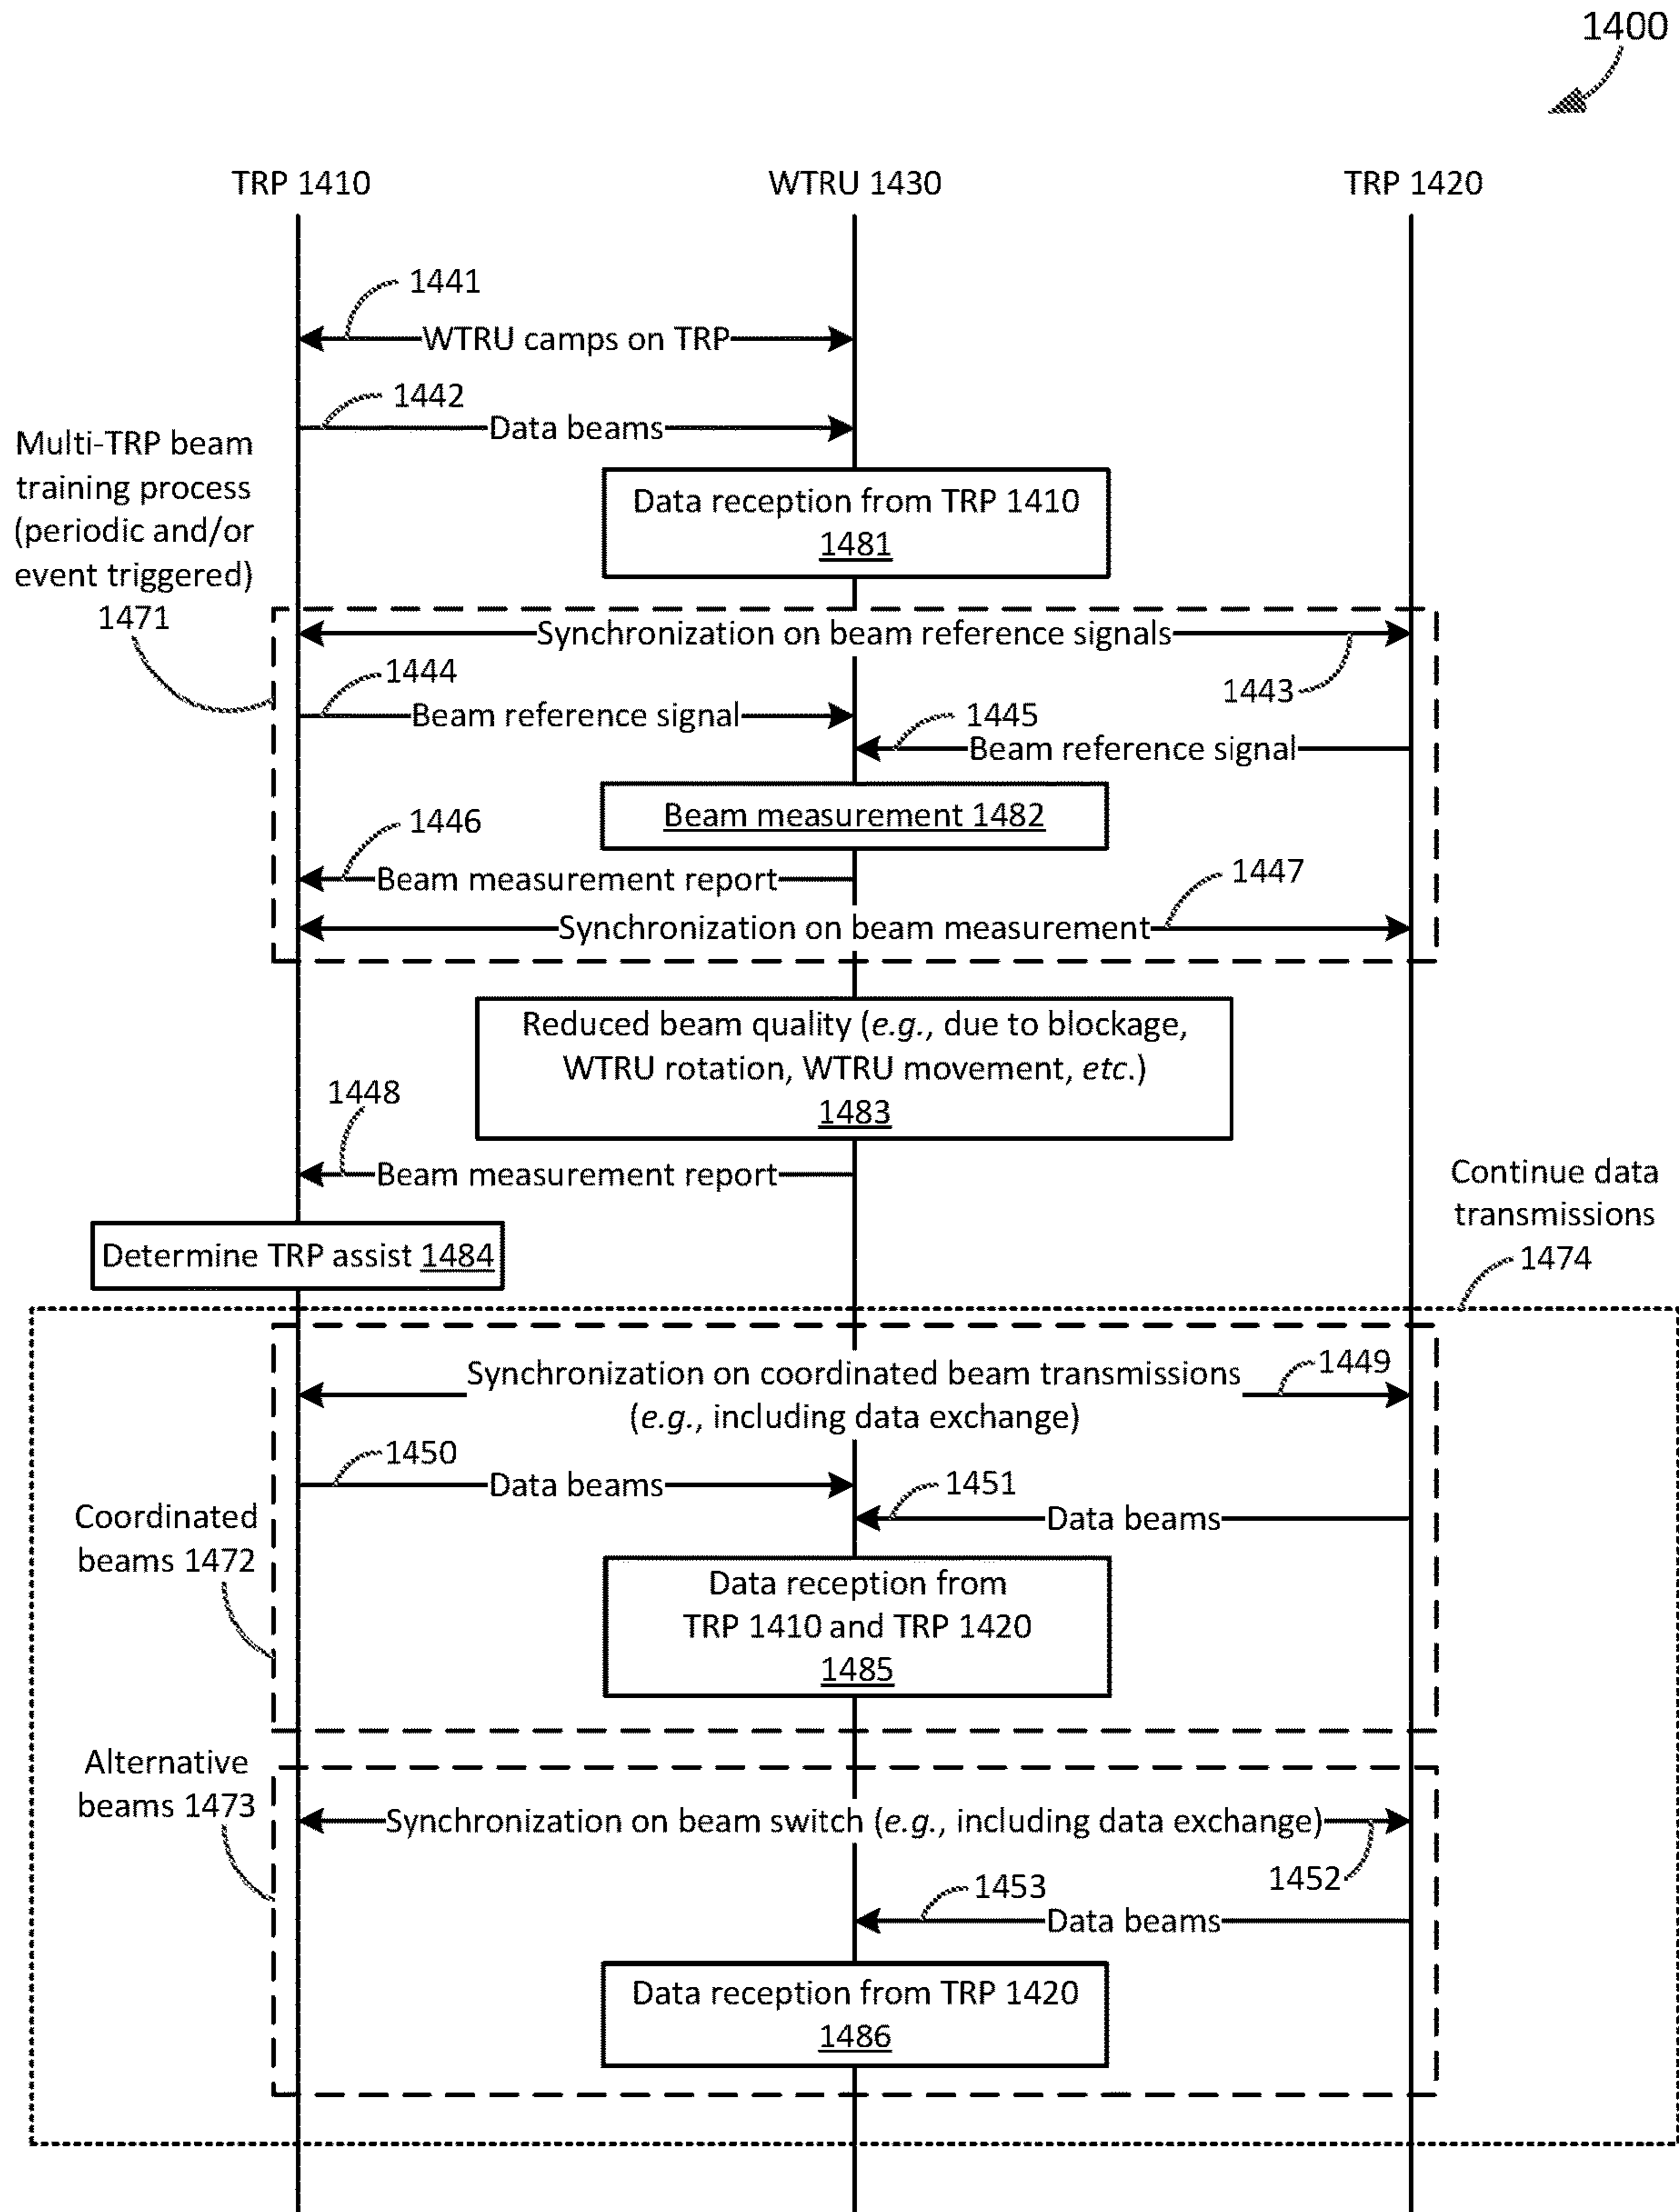 1400
TRP 1410
WTRU 1430
TRP 1420
1441
WTRU camps on TRP
1442
Data beams
Multi-TRP beam
training process
(periodic and/or
event triggered)
1471
Data reception from TRP 1410
1481
Synchronization on beam reference signals
1443
1444
Beam reference signal
1445
Beam reference signal
Beam measurement 1482
1446
Beam measurement report
1447
Synchronization on beam measurement
Reduced beam quality (e.g., due to blockage,
WTRU rotation, WTRU movement, etc.)
1483
1448
Beam measurement report
Determine TRP assist 1484
Continue data
transmissions
1474
Synchronization on coordinated beam transmissions
(e.g., including data exchange)
1449
1450
Data beams
1451
Data beams
Coordinated
beams 1472
Data reception from
TRP 1410 and TRP 1420
1485
Alternative
beams 1473
Synchronization on beam switch (e.g., including data exchange)
1452
1453
Data beams
Data reception from TRP 1420
1486